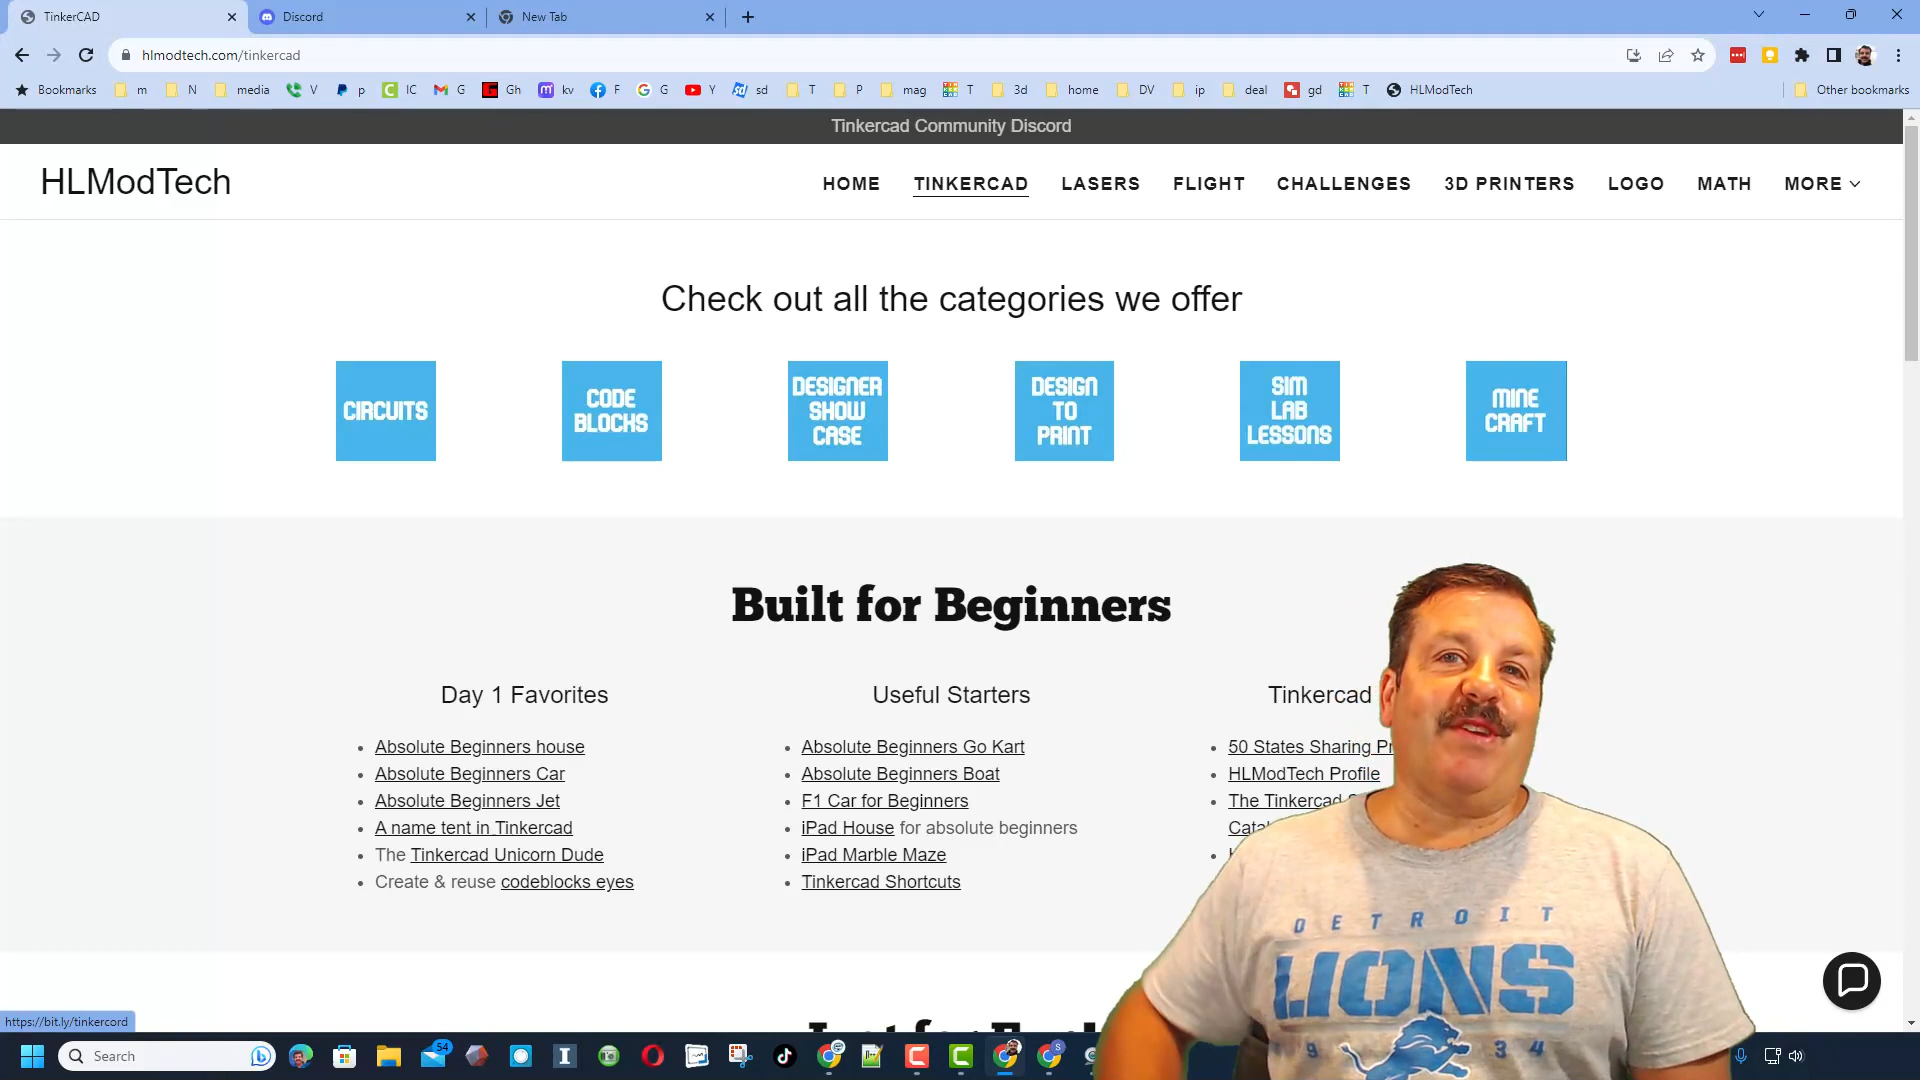 TinkerCAD
Discord
New Tab
hlmodtech.com/tinkercad
Bookmarks m N media V p IC G Gh kv F G Y sd T P mag T 3d home DV ip deal gd T HLModTech Other bookmarks
Tinkercad Community Discord
HLModTech
HOME TINKERCAD LASERS FLIGHT CHALLENGES 3D PRINTERS LOGO MATH MORE
Check out all the categories we offer
CIRCUITS
CODE
BLOCKS
DESIGNER
SHOW
CASE
DESIGN
TO
PRINT
SIM
LAB
LESSONS
MINE
CRAFT
Built for Beginners
Day 1 Favorites
Absolute Beginners house
Absolute Beginners Car
Absolute Beginners Jet
A name tent in Tinkercad
The Tinkercad Unicorn Dude
Create & reuse codeblocks eyes
Useful Starters
Absolute Beginners Go Kart
Absolute Beginners Boat
F1 Car for Beginners
iPad House for absolute beginners
iPad Marble Maze
Tinkercad Shortcuts
Tinkercad
50 States Sharing Pr
HLModTech Profile
The Tinkercad
DETROIT
LIONS
19 34
https://bit.ly/tinkercord
Search
54